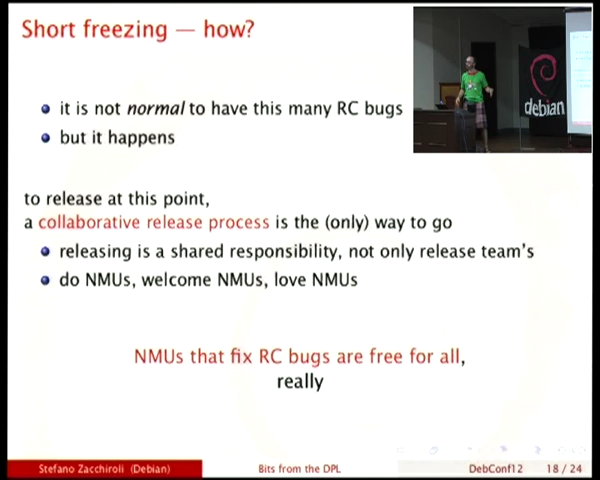 Short freezing — how?
debian
it is not normal to have this many RC bugs
but it happens
to release at this point,
a collaborative release process is the (only) way to go
releasing is a shared responsibility, not only release team's
do NMUs, welcome NMUs, love NMUs
NMUs that fix RC bugs are free for all,
really
Stefano Zacchiroli (Debian) Bits from the DPL DebConf12 18 / 24